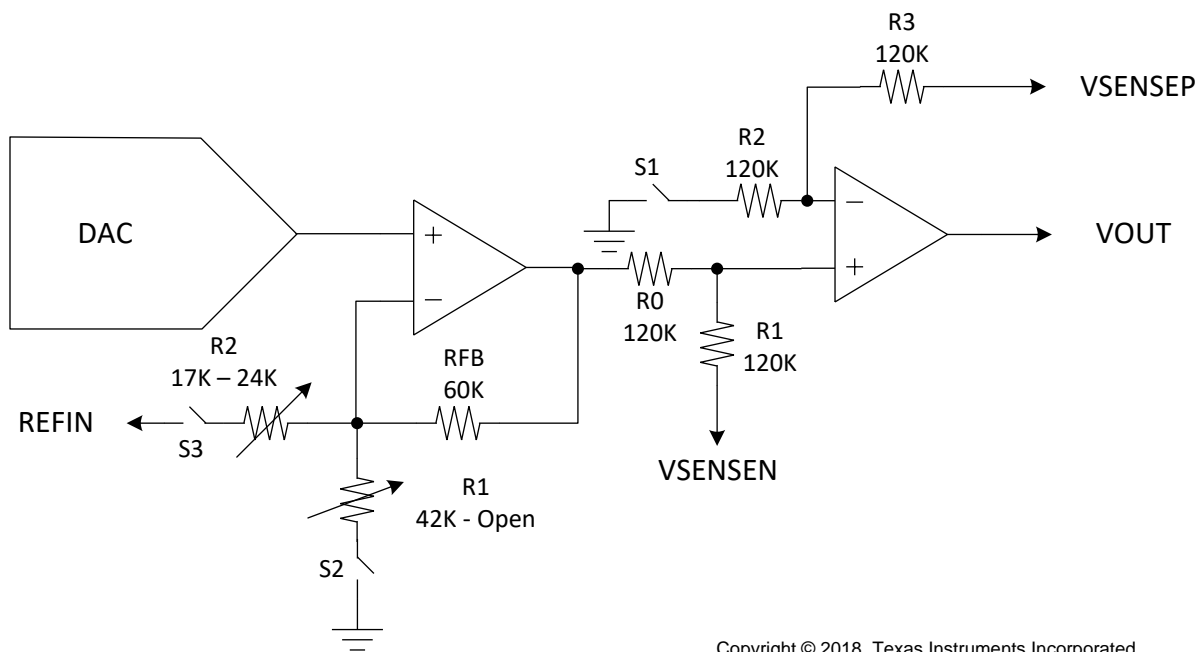 R3
120K
VSENSEP
R2
120K
S1
DAC
VOUT
R0
120K
R1
120K
R2
17K – 24K
RFB
60K
REFIN
S3
VSENSEN
R1
42K - Open
S2
Copyright © 2018, Texas Instruments Incorporated